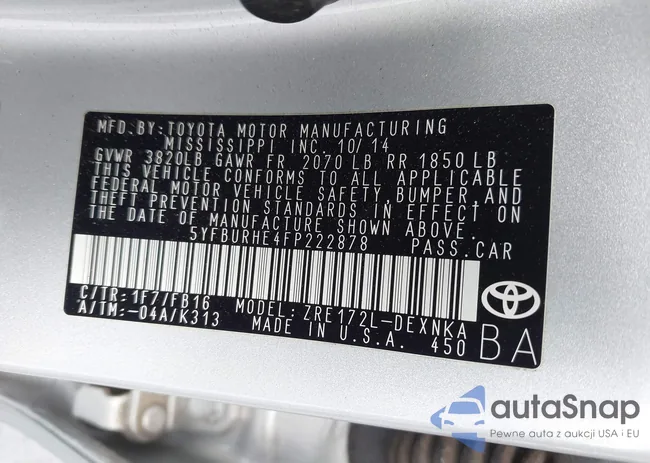 MFD. BY: TOYOTA MOTOR MANUFACTURING
MISSISSIPPI INC. 10/14
GVWR 3820LB GAWR FR 2070 LB RR 1850 LB
THIS VEHICLE CONFORMS TO ALL APPLICABLE
FEDERAL MOTOR VEHICLE SAFETY, BUMPER, AND
THEFT PREVENTION STANDARDS IN EFFECT ON
THE DATE OF MANUFACTURE SHOWN ABOVE.
5YFBURHE4FP222878 PASS. CAR
C/TR: 1F7/FB16 MODEL: ZRE172L-DEXNKA
A/TM: -04A/K313 MADE IN U.S.A. 450 BA
autaSnap
Pewne auta z aukcji USA i EU